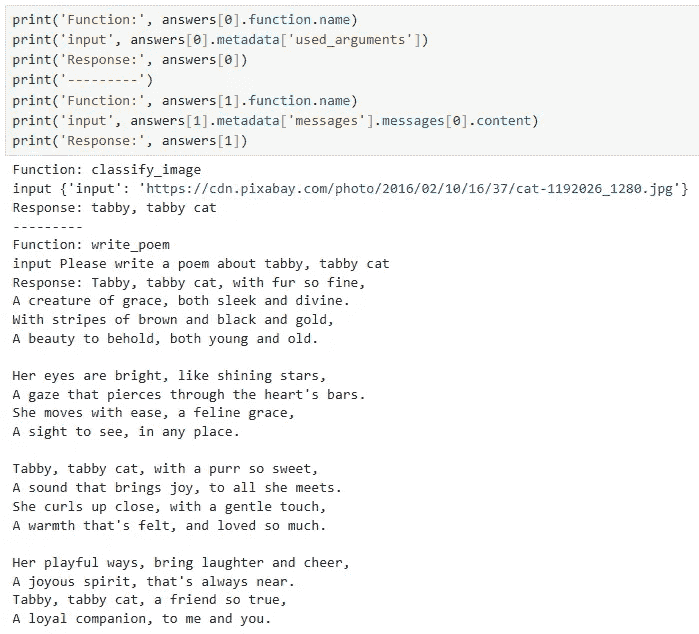 print('Function:', answers[0].function.name)
print('input', answers[0].metadata['used_arguments'])
print('Response:', answers[0])
print('---------')
print('Function:', answers[1].function.name)
print('input', answers[1].metadata['messages'].messages[0].content)
print('Response:', answers[1])
Function: classify_image
input {'input': 'https://cdn.pixabay.com/photo/2016/02/10/16/37/cat-1192026_1280.jpg'}
Response: tabby, tabby cat
---------
Function: write_poem
input Please write a poem about tabby, tabby cat
Response: Tabby, tabby cat, with fur so fine,
A creature of grace, both sleek and divine.
With stripes of brown and black and gold,
A beauty to behold, both young and old.
Her eyes are bright, like shining stars,
A gaze that pierces through the heart's bars.
She moves with ease, a feline grace,
A sight to see, in any place.
Tabby, tabby cat, with a purr so sweet,
A sound that brings joy, to all she meets.
She curls up close, with a gentle touch,
A warmth that's felt, and loved so much.
Her playful ways, bring laughter and cheer,
A joyous spirit, that's always near.
Tabby, tabby cat, a friend so true,
A loyal companion, to me and you.